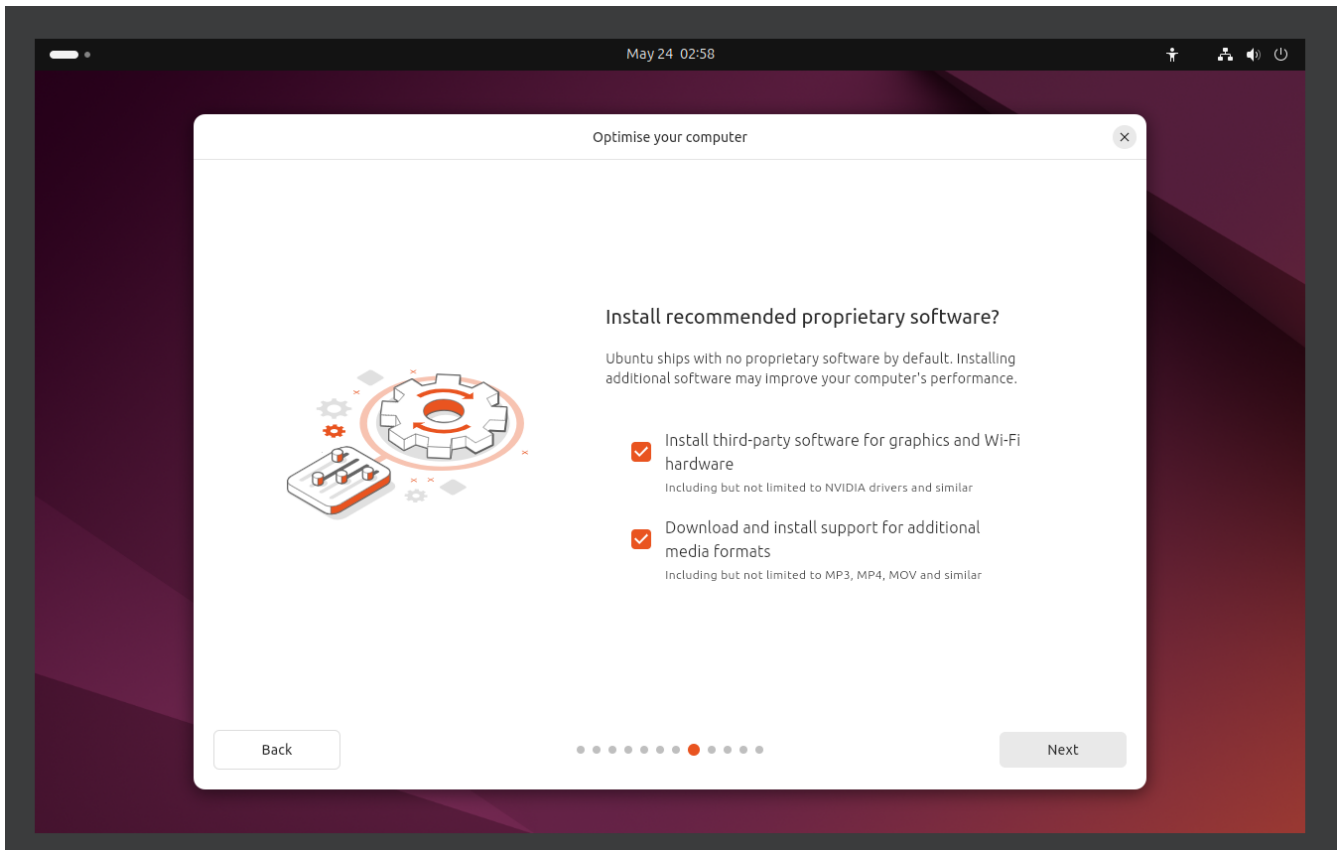 May 24 02:58
Optimise your computer
Install recommended proprietary software?
Ubuntu ships with no proprietary software by default. Installing
additional software may improve your computer's performance.
Install third-party software for graphics and Wi-Fi
hardware
Including but not limited to NVIDIA drivers and similar
Download and install support for additional
media formats
Including but not limited to MP3, MP4, MOV and similar
Back
Next